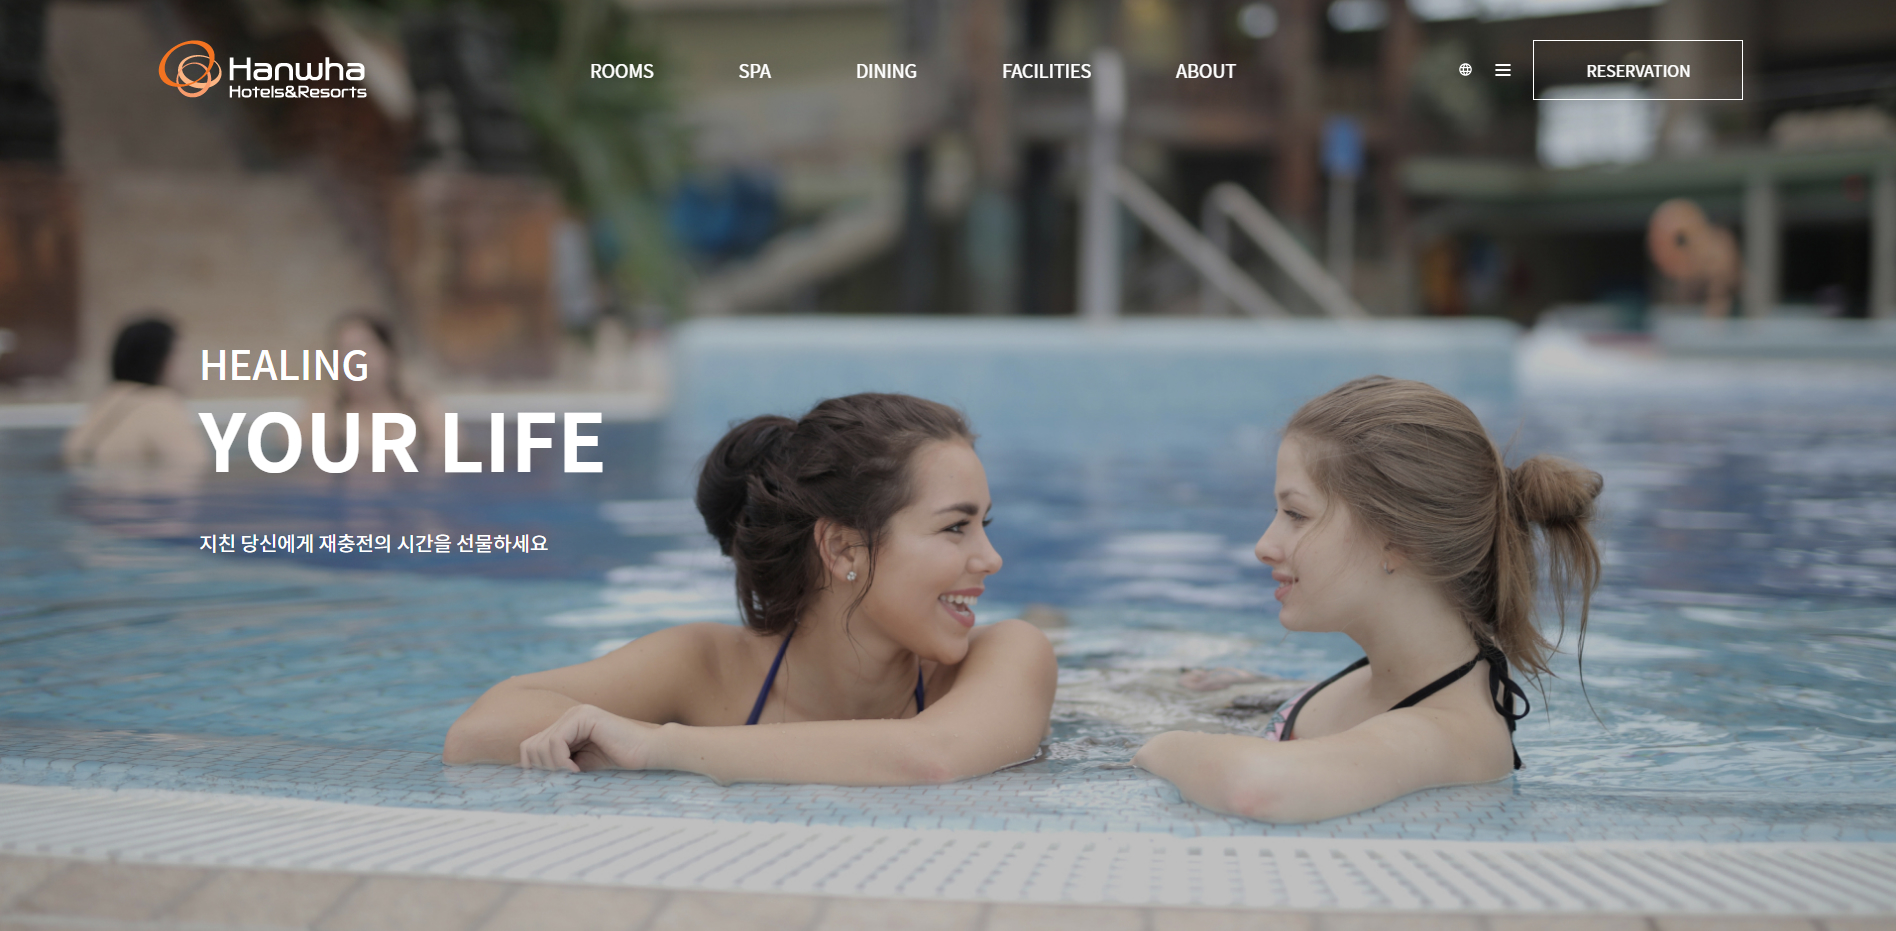 Hanwha
Hotels&Resorts
ROOMS
SPA
DINING
FACILITIES
ABOUT
RESERVATION
HEALING
YOUR LIFE
지친 당신에게 재충전의 시간을 선물하세요